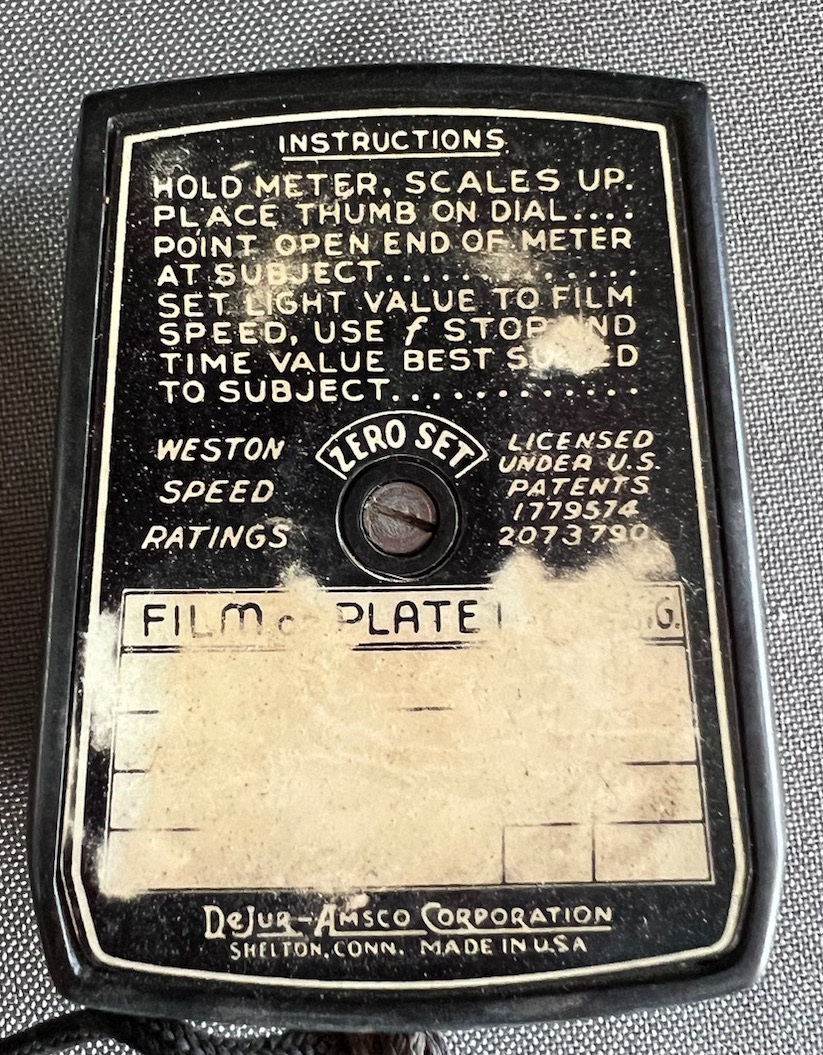 INSTRUCTIONS
HOLD METER, SCALES UP.
PLACE THUMB ON DIAL....
POINT OPEN END OF METER
AT SUBJECT.............
SET LIGHT VALUE TO FILM
SPEED, USE f STOP AND
TIME VALUE BEST
TO SUBJECT.............
ZERO SET
WESTON
SPEED
RATINGS
LICENSED
UNDER U.S.
PATENTS
1779574
2073790
FILM PLATE
DeJUR-AMSCO CORPORATION
SHELTON, CONN. MADE IN U.S.A